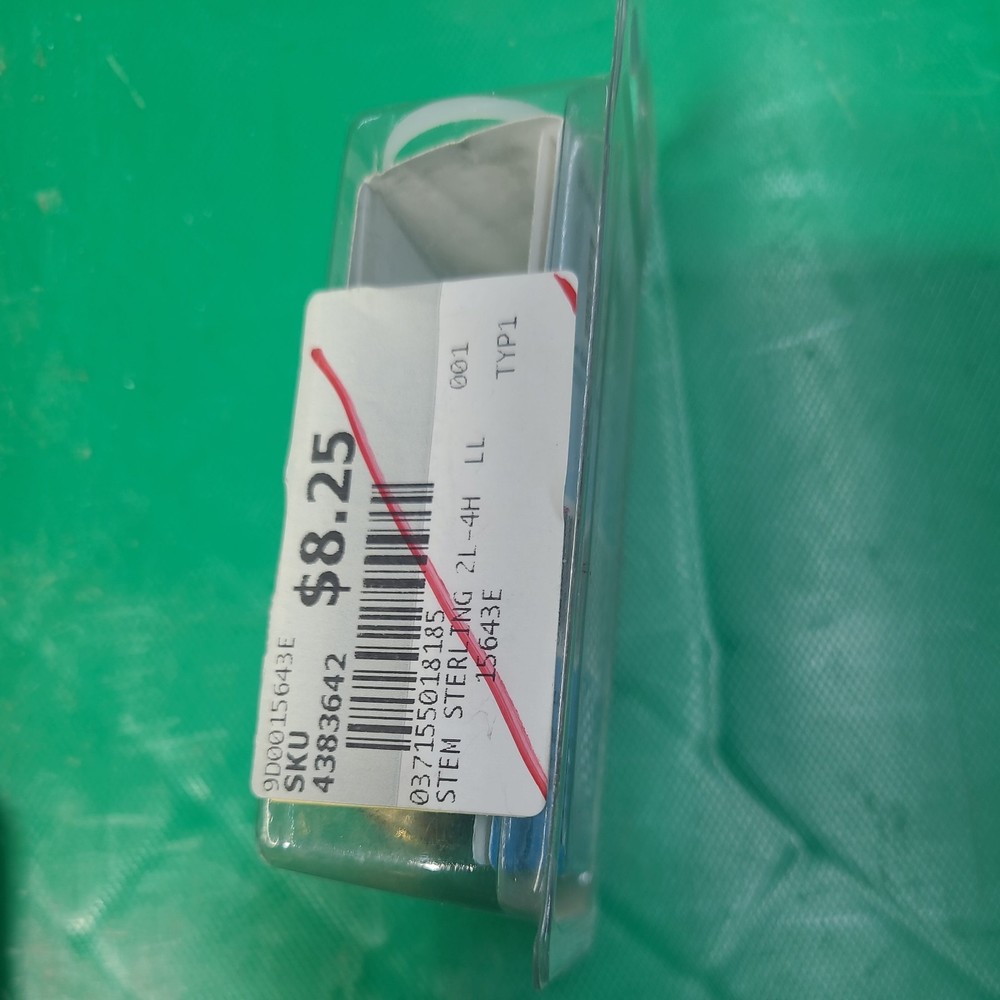 9D0015643E
SKU
4383642 $8.25
037155018185
STEM STERLING 2L-4H LL 001
15643E TYP1